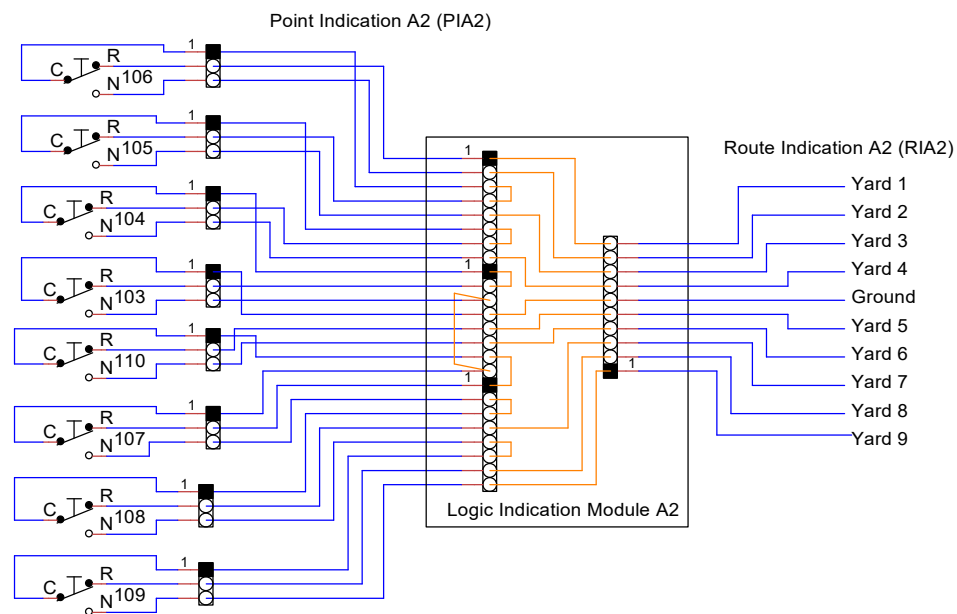 Point Indication A2 (PIA2)
1
R
C T
N 106
1
R
C T
N 105
1
R
C T
N 104
1
R
C T
N 103
1
R
C T
N 110
1
R
C T
N 107
1
R
C T
N 108
1
R
C T
N 109
1
1
1
Logic Indication Module A2
1
Route Indication A2 (RIA2)
Yard 1
Yard 2
Yard 3
Yard 4
Ground
Yard 5
Yard 6
Yard 7
Yard 8
Yard 9